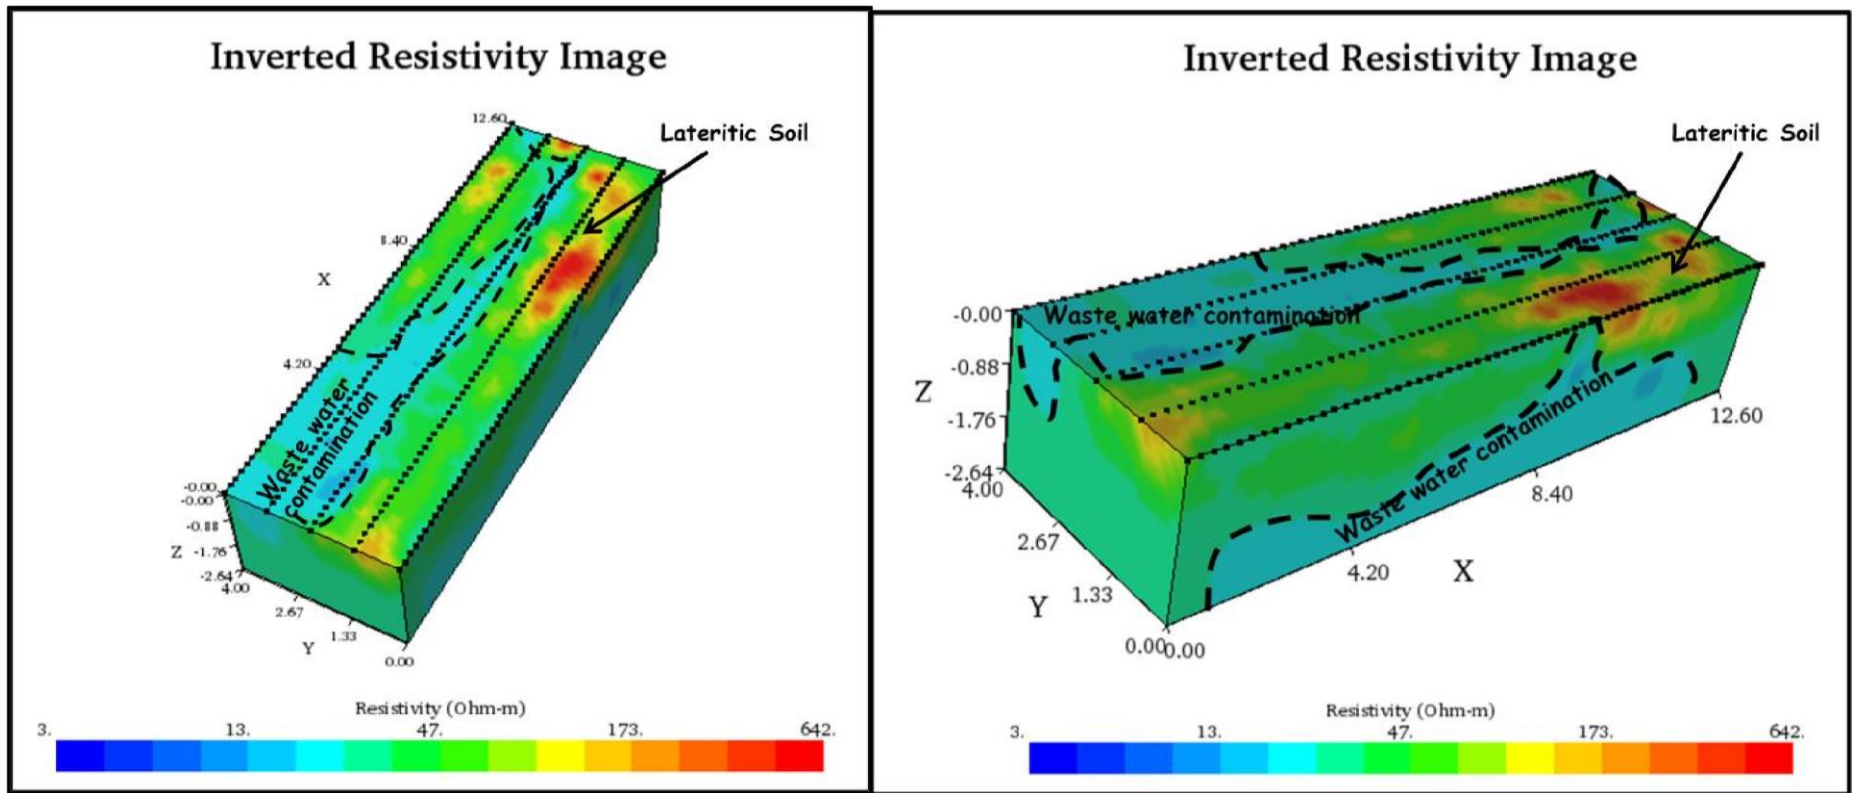 Inverted Resistivity Image
Lateritic Soil
12.60
8.40
X
4.20
Waste water
contamination
-0.00
-0.00
-0.88
Z
-1.76
-2.64
4.00
2.67
1.33
Y
0.00
Resistivity (Ohm-m)
3. 13. 47. 173. 642.
Inverted Resistivity Image
Lateritic Soil
-0.00
Waste water contamination
-0.88
Z
-1.76
-2.64
4.00
12.60
Waste water contamination
8.40
2.67
4.20
X
1.33
Y
0.00
0.00
Resistivity (Ohm-m)
3. 13. 47. 173. 642.